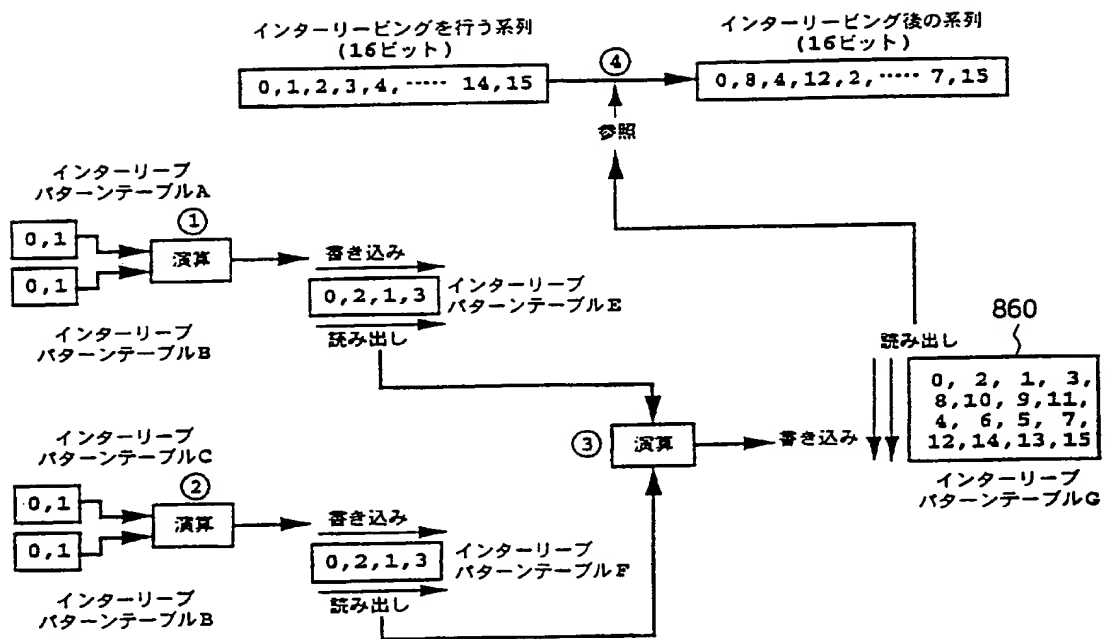 インターリービングを行う系列
(16ビット)
0,1,2,3,4,‥‥‥ 14,15
④
インターリービング後の系列
(16ビット)
0,8,4,12,2,‥‥‥ 7,15
参照
インターリーブ
パターンテーブルA
0,1
0,1
①
演算
書き込み
0,2,1,3
読み出し
インターリーブ
パターンテーブルE
インターリーブ
パターンテーブルB
860
読み出し
0, 2, 1, 3,
8,10, 9,11,
4, 6, 5, 7,
12,14,13,15
インターリーブ
パターンテーブルG
③
演算
書き込み
インターリーブ
パターンテーブルC
0,1
0,1
②
演算
書き込み
0,2,1,3
読み出し
インターリーブ
パターンテーブルF
インターリーブ
パターンテーブルB